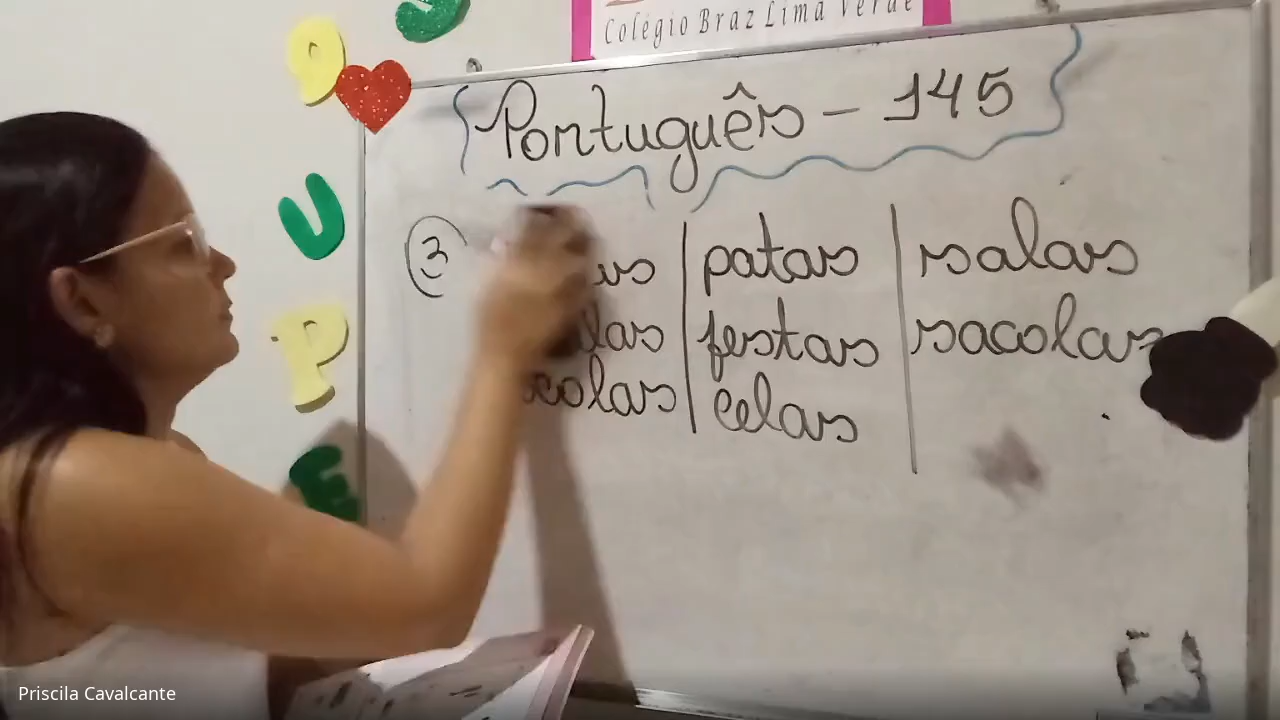 Colégio Braz Lima Verde
Português - 145
3
patas
salas
festas
sacolas
celas
O
U
P
E
Priscila Cavalcante